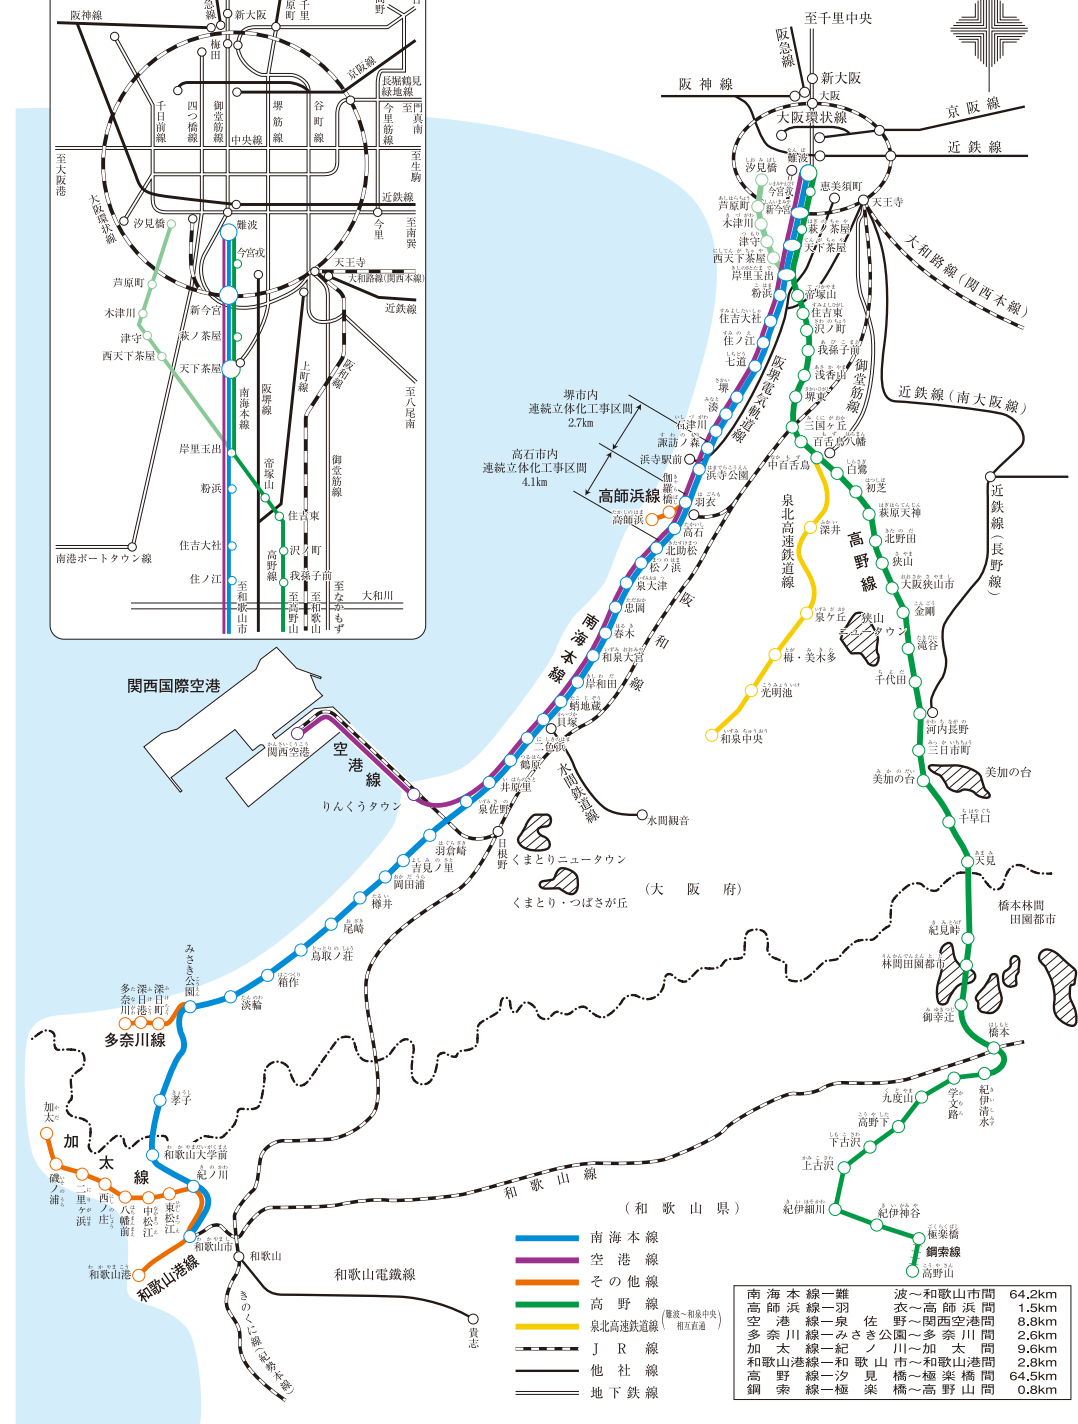 阪神線
急線
新大阪
原町
千里
高野
梅田
京阪線
長堀鶴見
緑地線
千日前線
四つ橋線
御堂筋線
堺筋線
谷町線
今里筋線
至門真南
中央線
至大阪港
至生駒
大阪環状線
近鉄線
汐見橋
難波
今里
至南巽
今宮戎
天王寺
大和路線(関西本線)
芦原町
近鉄線
木津川
新今宮
津守
萩ノ茶屋
西天下茶屋
天下茶屋
上町線
阪和線
南海本線
阪堺線
至八尾南
岸里玉出
帝塚山
御堂筋線
粉浜
住吉東
住吉大社
沢ノ町
高野線
南港ポートタウン線
住ノ江
我孫子前
至和歌山市
至高野山
至和歌山
至なかもず
大和川
至千里中央
阪急線
新大阪
阪神線
大阪
大阪環状線
京阪線
近鉄線
難波
汐見橋
今宮戎
恵美須町
芦原町
新今宮
天王寺
木津川
萩ノ茶屋
津守
天下茶屋
西天下茶屋
大和路線(関西本線)
岸里玉出
粉浜
帝塚山
住吉大社
住吉東
沢ノ町
住ノ江
我孫子前
七道
阪堺電気軌道線
浅香山
御堂筋線
堺
堺東
近鉄線(南大阪線)
堺市内
連続立体化工事区間
2.7km
湊
石津川
三国ケ丘
諏訪ノ森
百舌鳥八幡
高石市内
連続立体化工事区間
4.1km
浜寺駅前
中百舌鳥
浜寺公園
白鷺
伽羅橋
初芝
高師浜線
羽衣
泉北高速鉄道線
萩原天神
近鉄線(長野線)
高師浜
高石
深井
北野田
北助松
高野線
狭山
松ノ浜
大阪狭山市
泉大津
阪和線
忠岡
泉ケ丘
狭山
ニュータウン
金剛
南海本線
春木
滝谷
和泉大宮
栂・美木多
岸和田
千代田
光明池
蛸地蔵
関西国際空港
貝塚
河内長野
関西空港
二色浜
和泉中央
三日市町
空港線
鶴原
水間鉄道線
美加の台
美加の台
井原里
りんくうタウン
泉佐野
水間観音
千早口
日根野
羽倉崎
くまとりニュータウン
天見
吉見ノ里
岡田浦
(大阪府)
樽井
くまとり・つばさが丘
橋本林間
田園都市
尾崎
紀見峠
鳥取ノ荘
みさき公園
林間田園都市
箱作
淡輪
多奈川
深日港
深日町
御幸辻
多奈川線
橋本
孝子
九度山
学文路
紀伊清水
加太
高野下
加太線
和歌山大学前
下古沢
紀ノ川
上古沢
磯ノ浦
二里ヶ浜
西ノ庄
八幡前
中松江
東松江
和歌山線
(和歌山県)
紀伊細川
紀伊神谷
和歌山市
極楽橋
和歌山港
和歌山港線
和歌山
鋼索線
高野山
和歌山電鐵線
きのくに線(紀勢本線)
貴志
南海本線
空港線
その他線
高野線
泉北高速鉄道線(難波～和泉中央
相互直通)
ＪＲ線
他社線
地下鉄線
南海本線―難波～和歌山市間 64.2km
高師浜線―羽衣～高師浜間 1.5km
空港線―泉佐野～関西空港間 8.8km
多奈川線―みさき公園～多奈川間 2.6km
加太線―紀ノ川～加太間 9.6km
和歌山港線―和歌山市～和歌山港間 2.8km
高野線―汐見橋～極楽橋間 64.5km
鋼索線―極楽橋～高野山間 0.8km